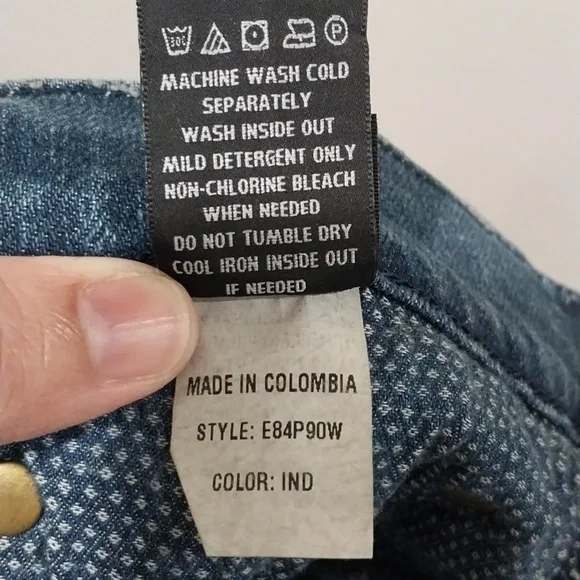 30C P
MACHINE WASH COLD
SEPARATELY
WASH INSIDE OUT
MILD DETERGENT ONLY
NON-CHLORINE BLEACH
WHEN NEEDED
DO NOT TUMBLE DRY
COOL IRON INSIDE OUT
IF NEEDED
MADE IN COLOMBIA
STYLE: E84P90W
COLOR: IND